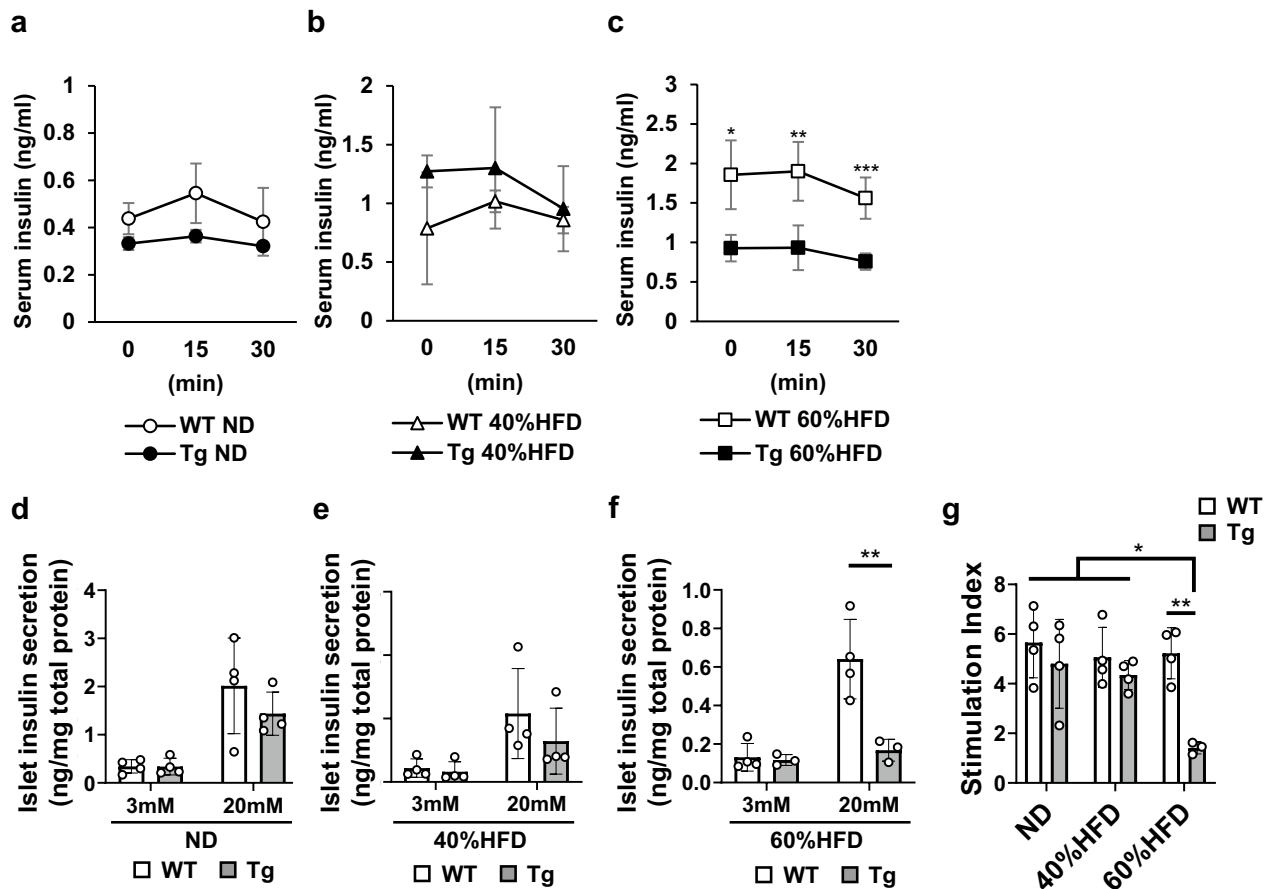 a
Serum insulin (ng/ml)
1
0.8
0.6
0.4
0.2
0
0 15 30
(min)
WT ND
Tg ND
b
Serum insulin (ng/ml)
2
1.5
1
0.5
0
0 15 30
(min)
WT 40%HFD
Tg 40%HFD
c
Serum insulin (ng/ml)
3
2.5
2
1.5
1
0.5
0
* ** ***
0 15 30
(min)
WT 60%HFD
Tg 60%HFD
d
Islet insulin secretion
(ng/mg total protein)
4
3
2
1
0
3mM 20mM
ND
WT Tg
e
Islet insulin secretion
(ng/mg total protein)
3mM 20mM
40%HFD
WT Tg
f
Islet insulin secretion
(ng/mg total protein)
1.0
0.8
0.6
0.4
0.2
0.0
**
3mM 20mM
60%HFD
WT Tg
g
WT
Tg
Stimulation Index
8
6
4
2
0
*
**
ND
40%HFD
60%HFD